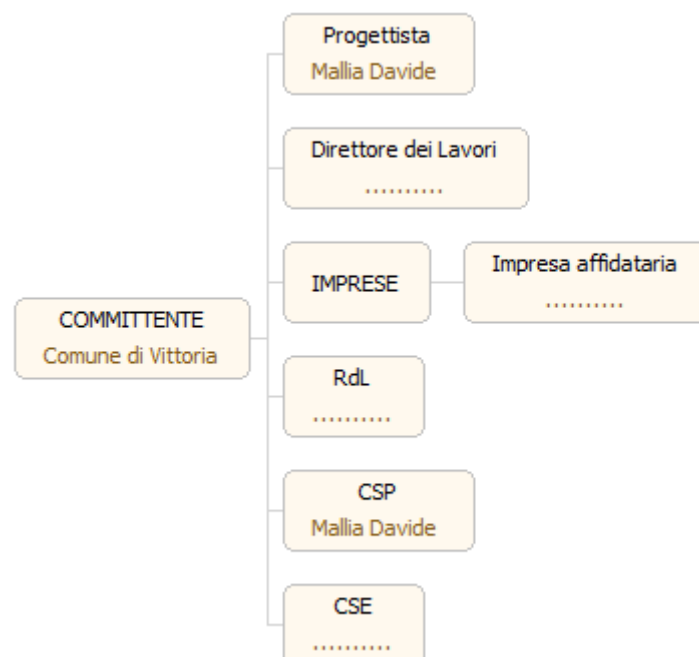 Progettista
Mallia Davide
Direttore dei Lavori
..........
IMPRESE
Impresa affidataria
..........
COMMITTENTE
Comune di Vittoria
RdL
..........
CSP
Mallia Davide
CSE
..........